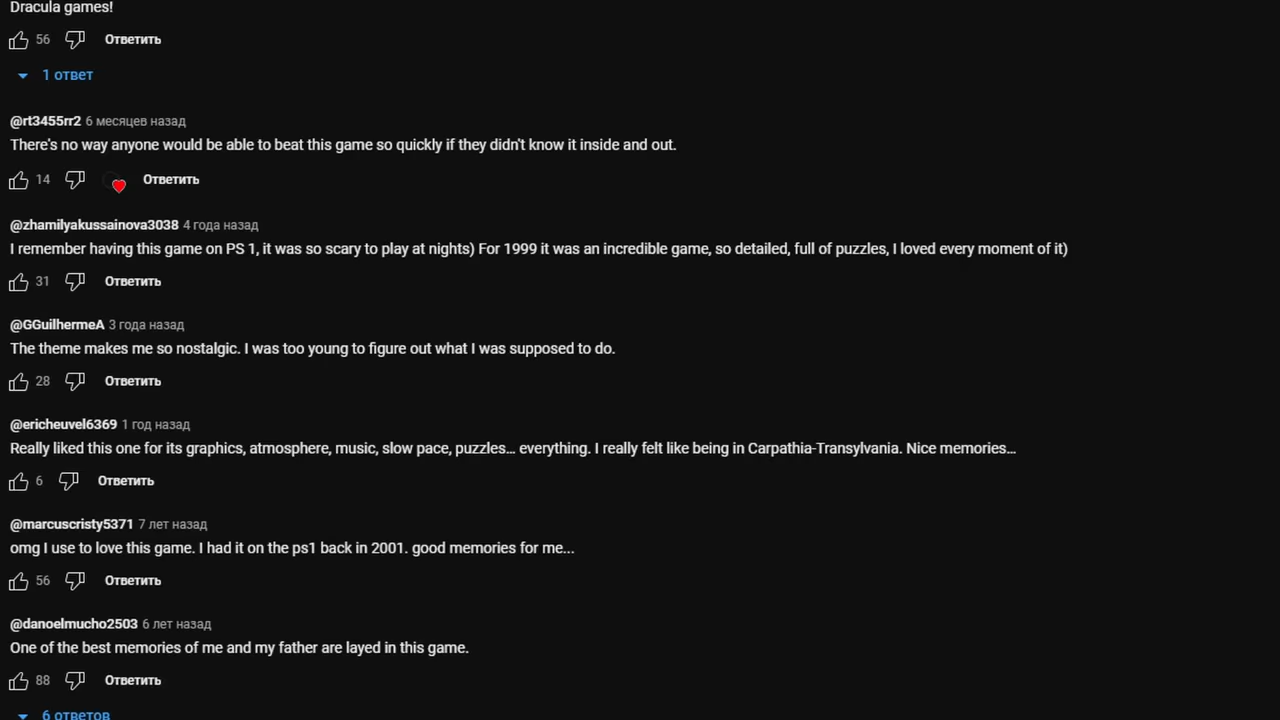 Dracula games!
56 Ответить
1 ответ
@rt3455rr2 6 месяцев назад
There's no way anyone would be able to beat this game so quickly if they didn't know it inside and out.
14 Ответить
@zhamilyakussainova3038 4 года назад
I remember having this game on PS 1, it was so scary to play at nights) For 1999 it was an incredible game, so detailed, full of puzzles, I loved every moment of it)
31 Ответить
@GGuilhermeA 3 года назад
The theme makes me so nostalgic. I was too young to figure out what I was supposed to do.
28 Ответить
@ericheuvel6369 1 год назад
Really liked this one for its graphics, atmosphere, music, slow pace, puzzles... everything. I really felt like being in Carpathia-Transylvania. Nice memories...
6 Ответить
@marcuscristy5371 7 лет назад
omg I use to love this game. I had it on the ps1 back in 2001. good memories for me...
56 Ответить
@danoelmucho2503 6 лет назад
One of the best memories of me and my father are layed in this game.
88 Ответить
6 ответов